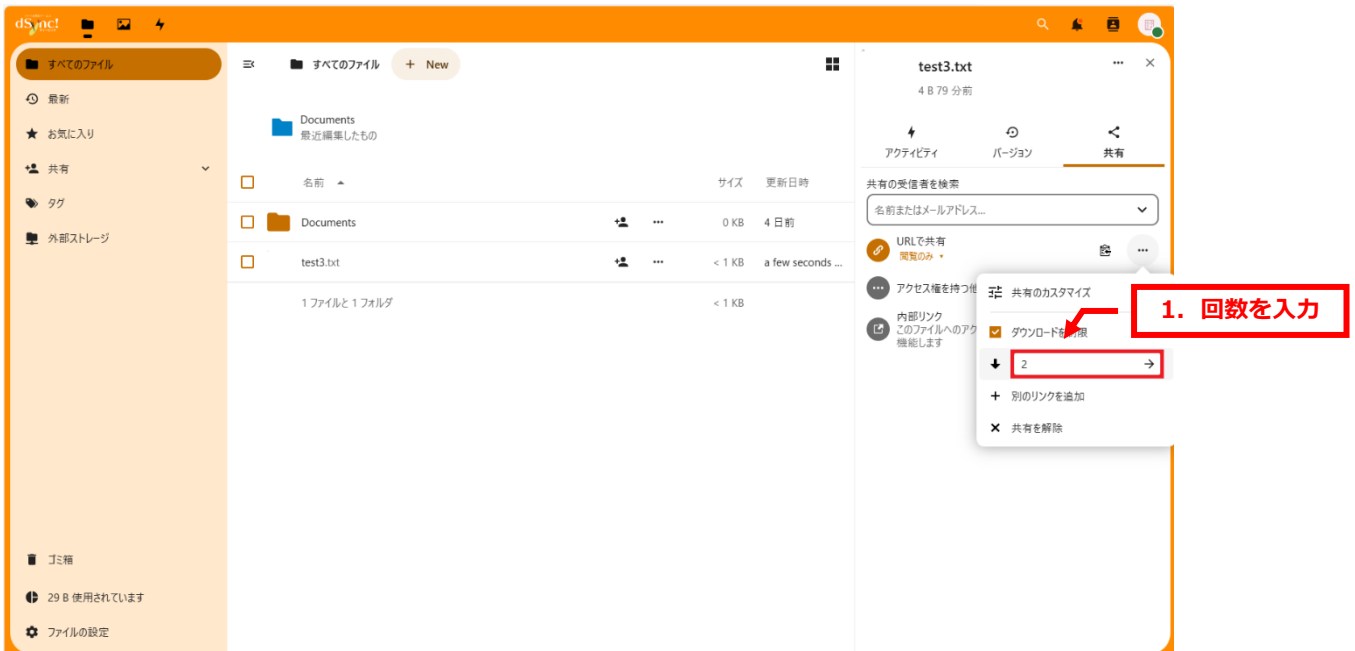 dSync!
すべてのファイル
最新
お気に入り
共有
タグ
外部ストレージ
ゴミ箱
29 B 使用されています
ファイルの設定
すべてのファイル
+ New
Documents
最近編集したもの
名前
サイズ
更新日時
Documents
0 KB
4 日前
test3.txt
< 1 KB
a few seconds ...
1 ファイルと 1 フォルダ
< 1 KB
test3.txt
4 B 79 分前
アクティビティ
バージョン
共有
共有の受信者を検索
名前またはメールアドレス...
URLで共有
閲覧のみ
アクセス権を持つ他
内部リンク
このファイルへのアク
機能します
共有のカスタマイズ
ダウンロードを制限
2
別のリンクを追加
共有を解除
1. 回数を入力